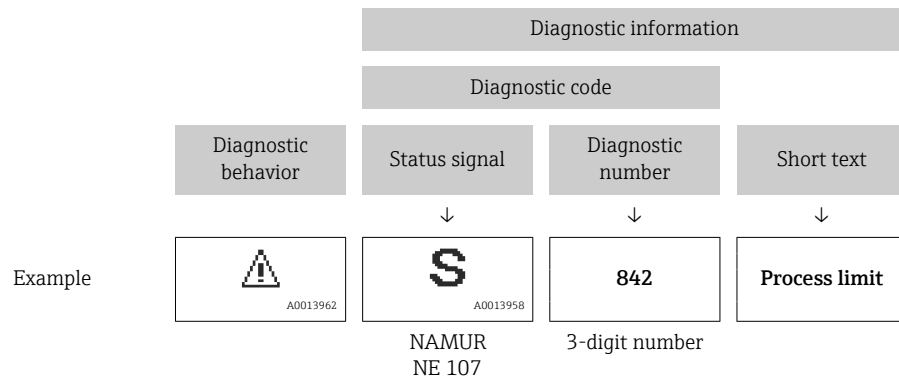 Diagnostic information
Diagnostic code
Diagnostic
behavior
Status signal
Diagnostic
number
Short text
↓ ↓ ↓
Example
S
842
Process limit
A0013962
A0013958
NAMUR
NE 107
3-digit number